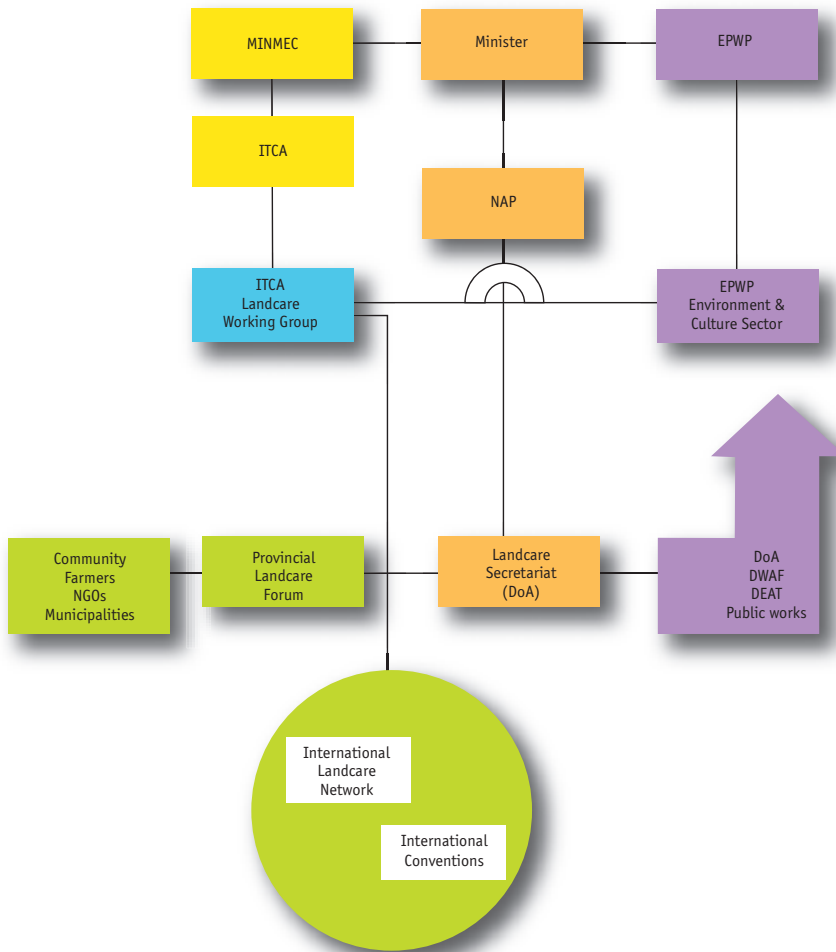 MINMEC
Minister
EPWP
ITCA
NAP
ITCA
Landcare
Working Group
EPWP
Environment &
Culture Sector
Community
Farmers
NGOs
Municipalities
Provincial
Landcare
Forum
Landcare
Secretariat
(DoA)
DoA
DWAF
DEAT
Public works
International
Landcare
Network
International
Conventions